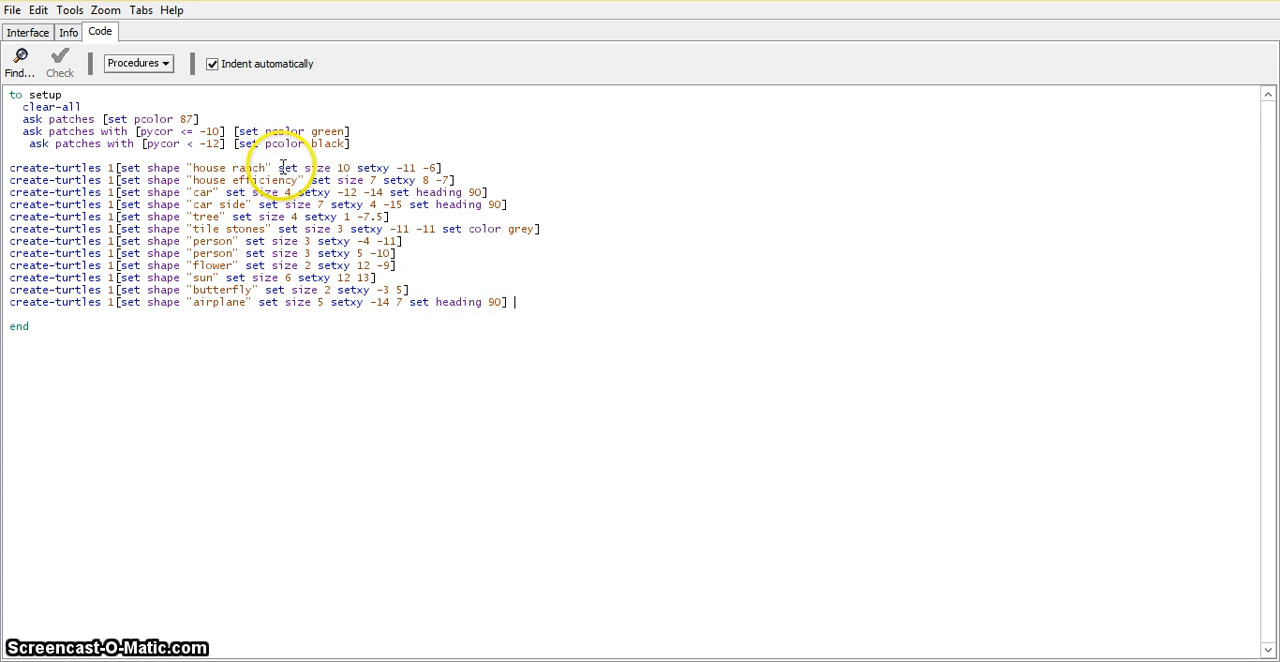 File Edit Tools Zoom Tabs Help
Interface Info Code
Find... Check Procedures Indent automatically
to setup
clear-all
ask patches [set pcolor 87]
ask patches with [pycor <= -10] [set pcolor green]
ask patches with [pycor < -12] [set pcolor black]
create-turtles 1[set shape "house ranch" set size 10 setxy -11 -6]
create-turtles 1[set shape "house efficiency" set size 7 setxy 8 -7]
create-turtles 1[set shape "car" set size 4 setxy -12 -14 set heading 90]
create-turtles 1[set shape "car side" set size 7 setxy 4 -15 set heading 90]
create-turtles 1[set shape "tree" set size 4 setxy 1 -7.5]
create-turtles 1[set shape "tile stones" set size 3 setxy -11 -11 set color grey]
create-turtles 1[set shape "person" set size 3 setxy -4 -11]
create-turtles 1[set shape "person" set size 3 setxy 5 -10]
create-turtles 1[set shape "flower" set size 2 setxy 12 -9]
create-turtles 1[set shape "sun" set size 6 setxy 12 13]
create-turtles 1[set shape "butterfly" set size 2 setxy -3 5]
create-turtles 1[set shape "airplane" set size 5 setxy -14 7 set heading 90]
end
Screencast-O-Matic.com